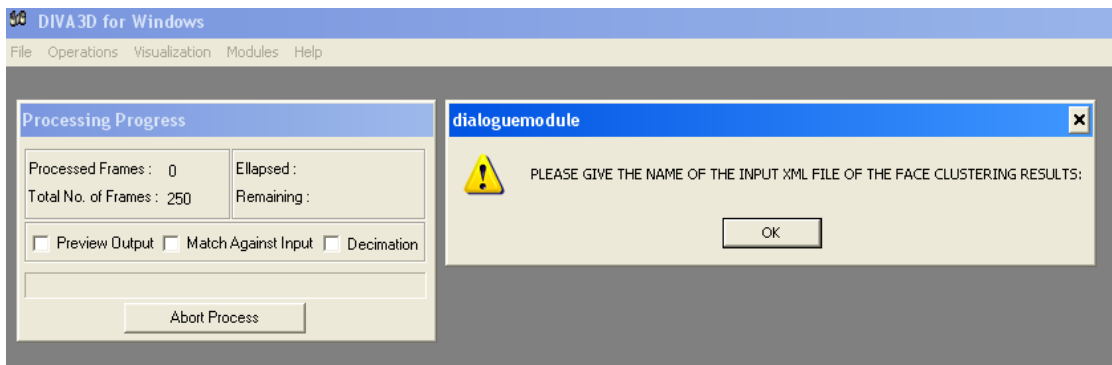 DIVA3D for Windows
File Operations Visualization Modules Help
Processing Progress
Processed Frames : 0
Total No. of Frames : 250
Ellapsed :
Remaining :
Preview Output Match Against Input Decimation
Abort Process
dialoguemodule
PLEASE GIVE THE NAME OF THE INPUT XML FILE OF THE FACE CLUSTERING RESULTS:
OK